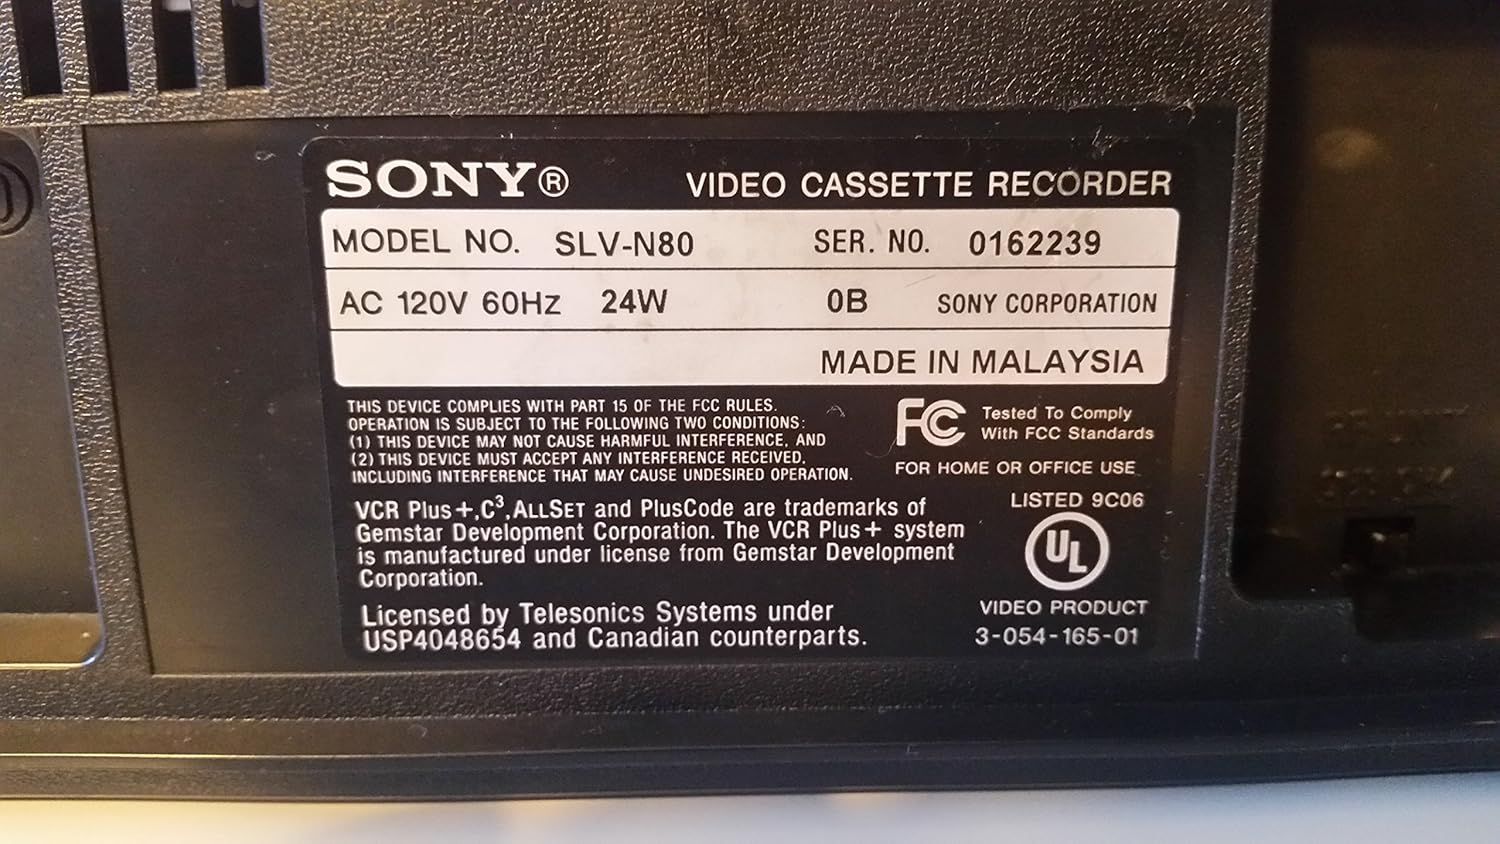 SONY® VIDEO CASSETTE RECORDER
MODEL NO. SLV-N80 SER. NO. 0162239
AC 120V 60Hz 24W 0B SONY CORPORATION
MADE IN MALAYSIA
THIS DEVICE COMPLIES WITH PART 15 OF THE FCC RULES.
OPERATION IS SUBJECT TO THE FOLLOWING TWO CONDITIONS:
(1) THIS DEVICE MAY NOT CAUSE HARMFUL INTERFERENCE, AND
(2) THIS DEVICE MUST ACCEPT ANY INTERFERENCE RECEIVED,
INCLUDING INTERFERENCE THAT MAY CAUSE UNDESIRED OPERATION.
FC Tested To Comply
With FCC Standards
FOR HOME OR OFFICE USE
VCR Plus+,C³,ALLSET and PlusCode are trademarks of
Gemstar Development Corporation. The VCR Plus+ system
is manufactured under license from Gemstar Development
Corporation.
Licensed by Telesonics Systems under
USP4048654 and Canadian counterparts.
LISTED 9C06
UL
VIDEO PRODUCT
3-054-165-01